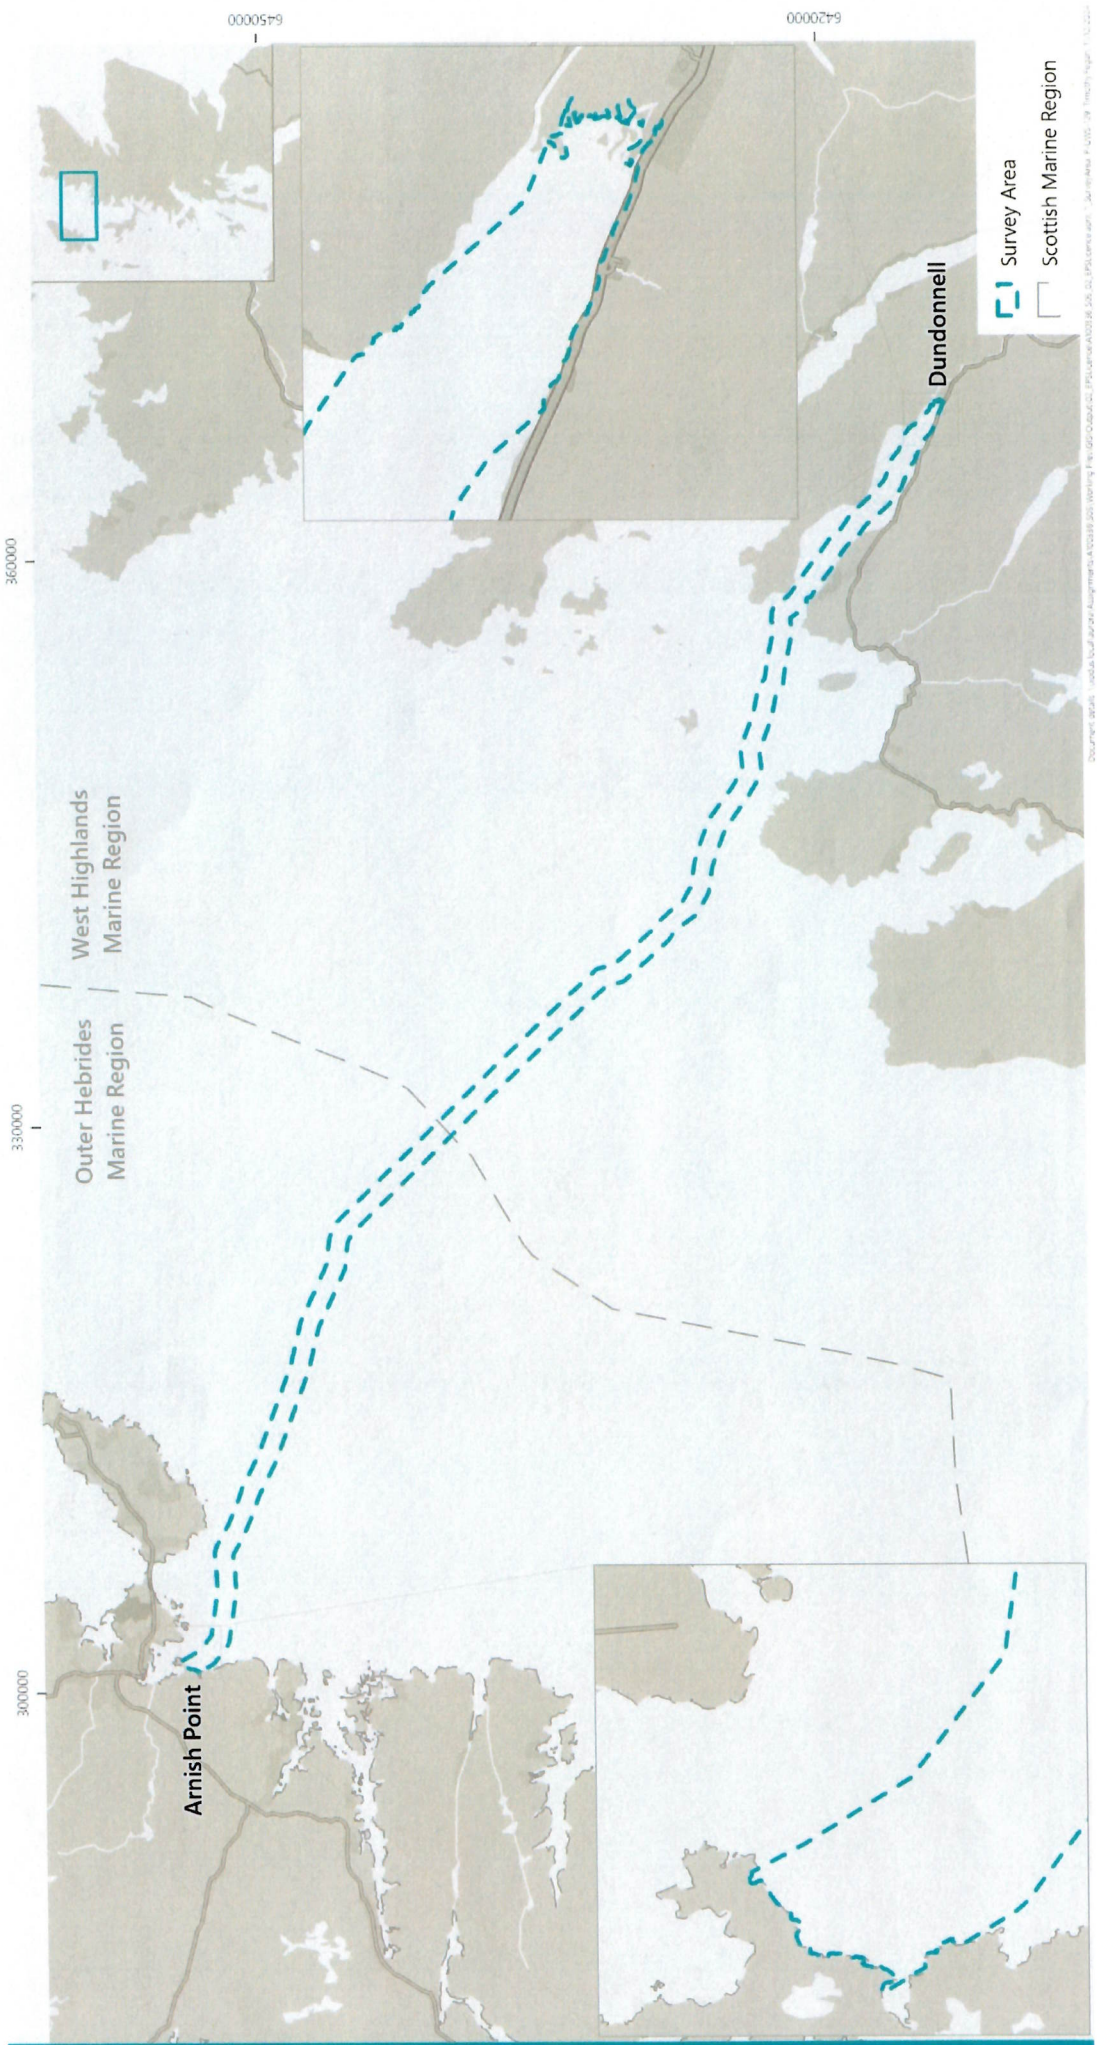 300000
330000
360000
6450000
6420000
Outer Hebrides
Marine Region
West Highlands
Marine Region
Arnish Point
Dundonnell
Survey Area
Scottish Marine Region